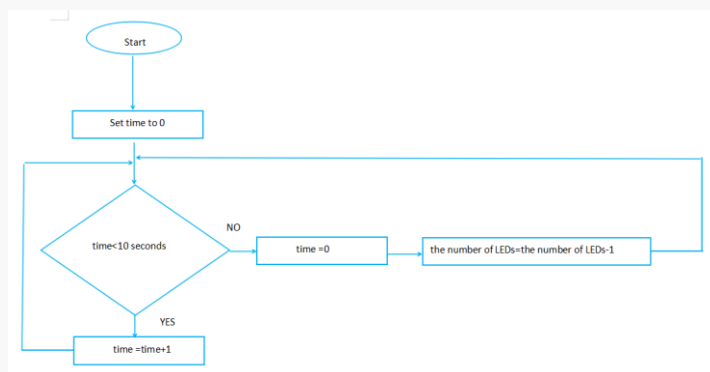 Start
Set time to 0
time<10 seconds
NO
time =0
the number of LEDs=the number of LEDs-1
YES
time =time+1